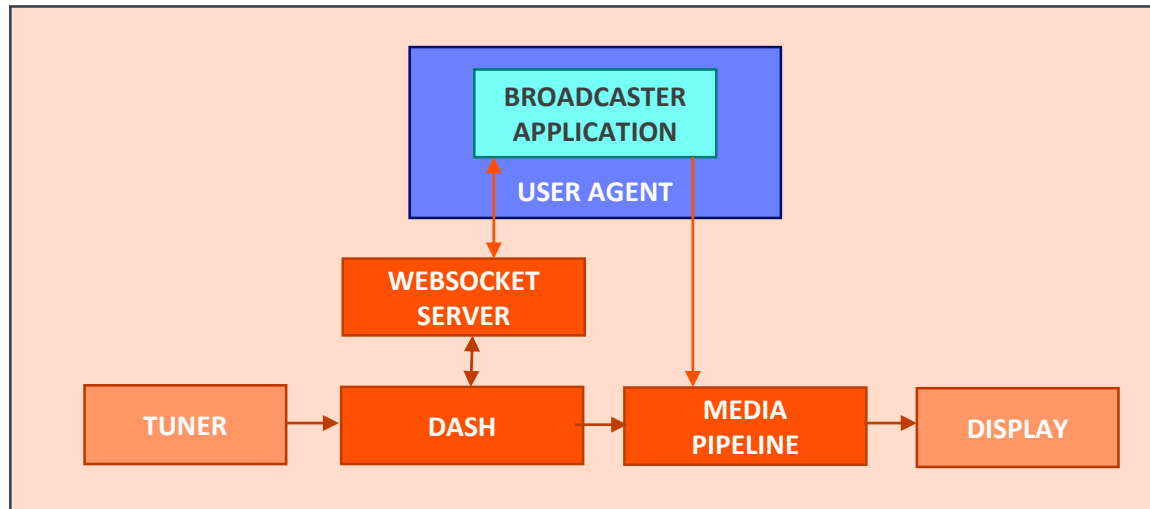 BROADCASTER
APPLICATION
USER AGENT
WEBSOCKET
SERVER
TUNER
DASH
MEDIA
PIPELINE
DISPLAY